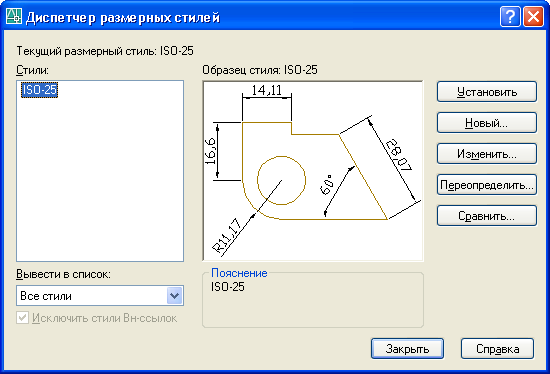 Диспетчер размерных стилей
Текущий размерный стиль: ISO-25
Стили:
ISO-25
Образец стиля: ISO-25
14,11
16,6
28,07
60°
R11,17
Установить
Новый...
Изменить...
Переопределить...
Сравнить...
Вывести в список:
Все стили
Исключить стили Вн-ссылок
Пояснение
ISO-25
Закрыть
Справка